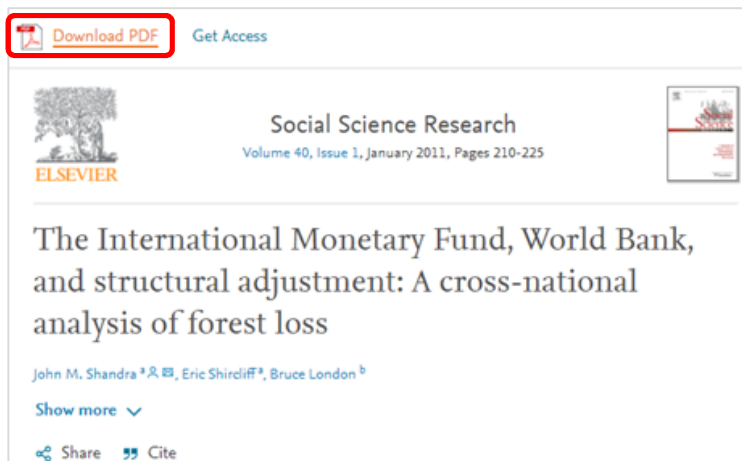 Download PDF Get Access
ELSEVIER
Social Science Research
Volume 40, Issue 1, January 2011, Pages 210-225
The International Monetary Fund, World Bank,
and structural adjustment: A cross-national
analysis of forest loss
John M. Shandra a, Eric Shircliff a, Bruce London b
Show more
Share Cite